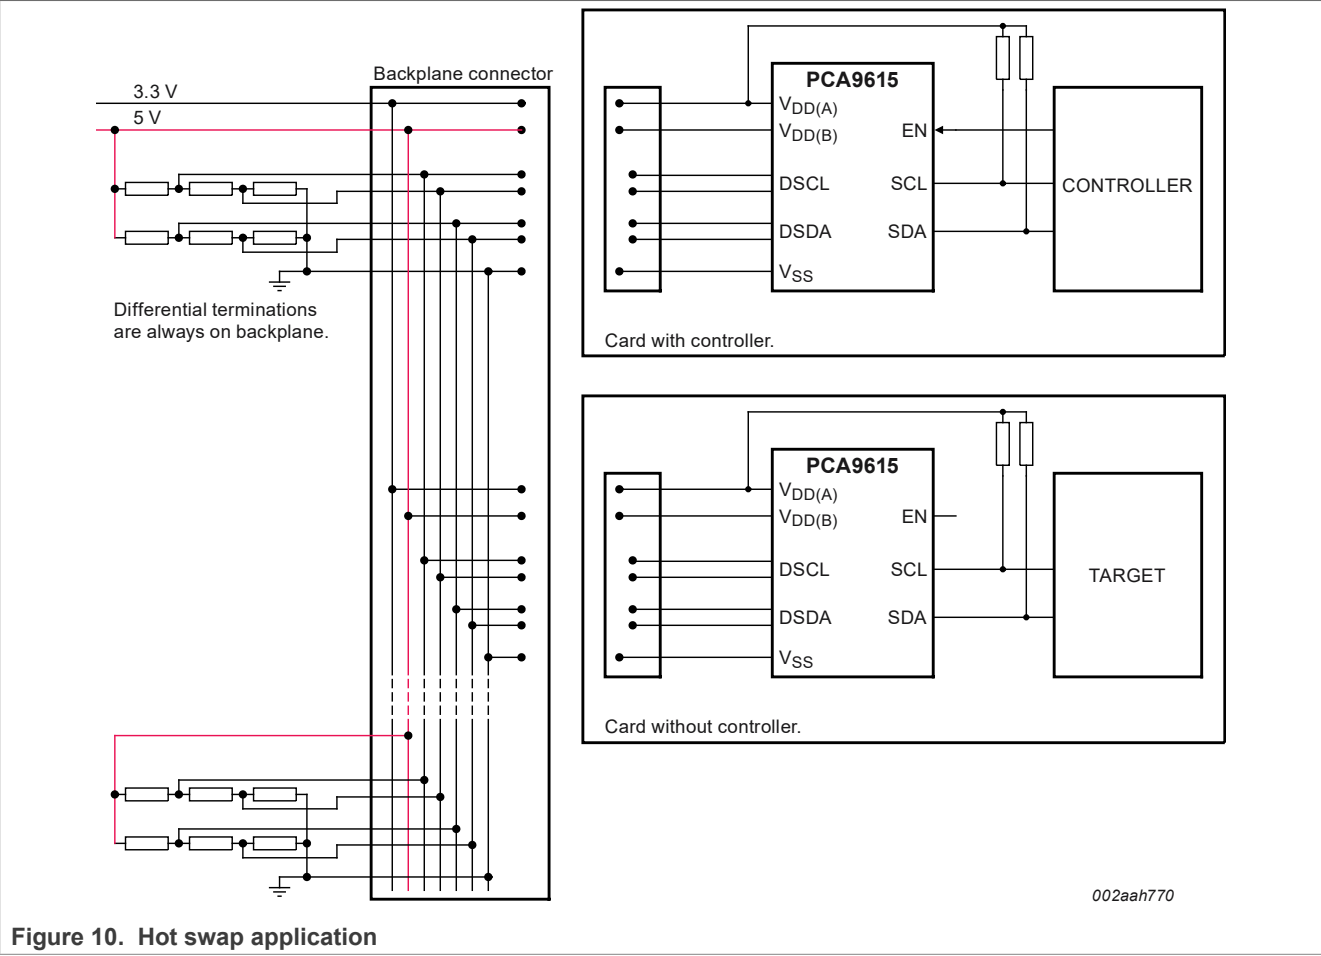 Backplane connector
3.3 V
5 V
Differential terminations
are always on backplane.
PCA9615
VDD(A)
VDD(B)
EN
DSCL
SCL
DSDA
SDA
VSS
CONTROLLER
Card with controller.
PCA9615
VDD(A)
VDD(B)
EN
DSCL
SCL
DSDA
SDA
VSS
TARGET
Card without controller.
002aah770
Figure 10. Hot swap application